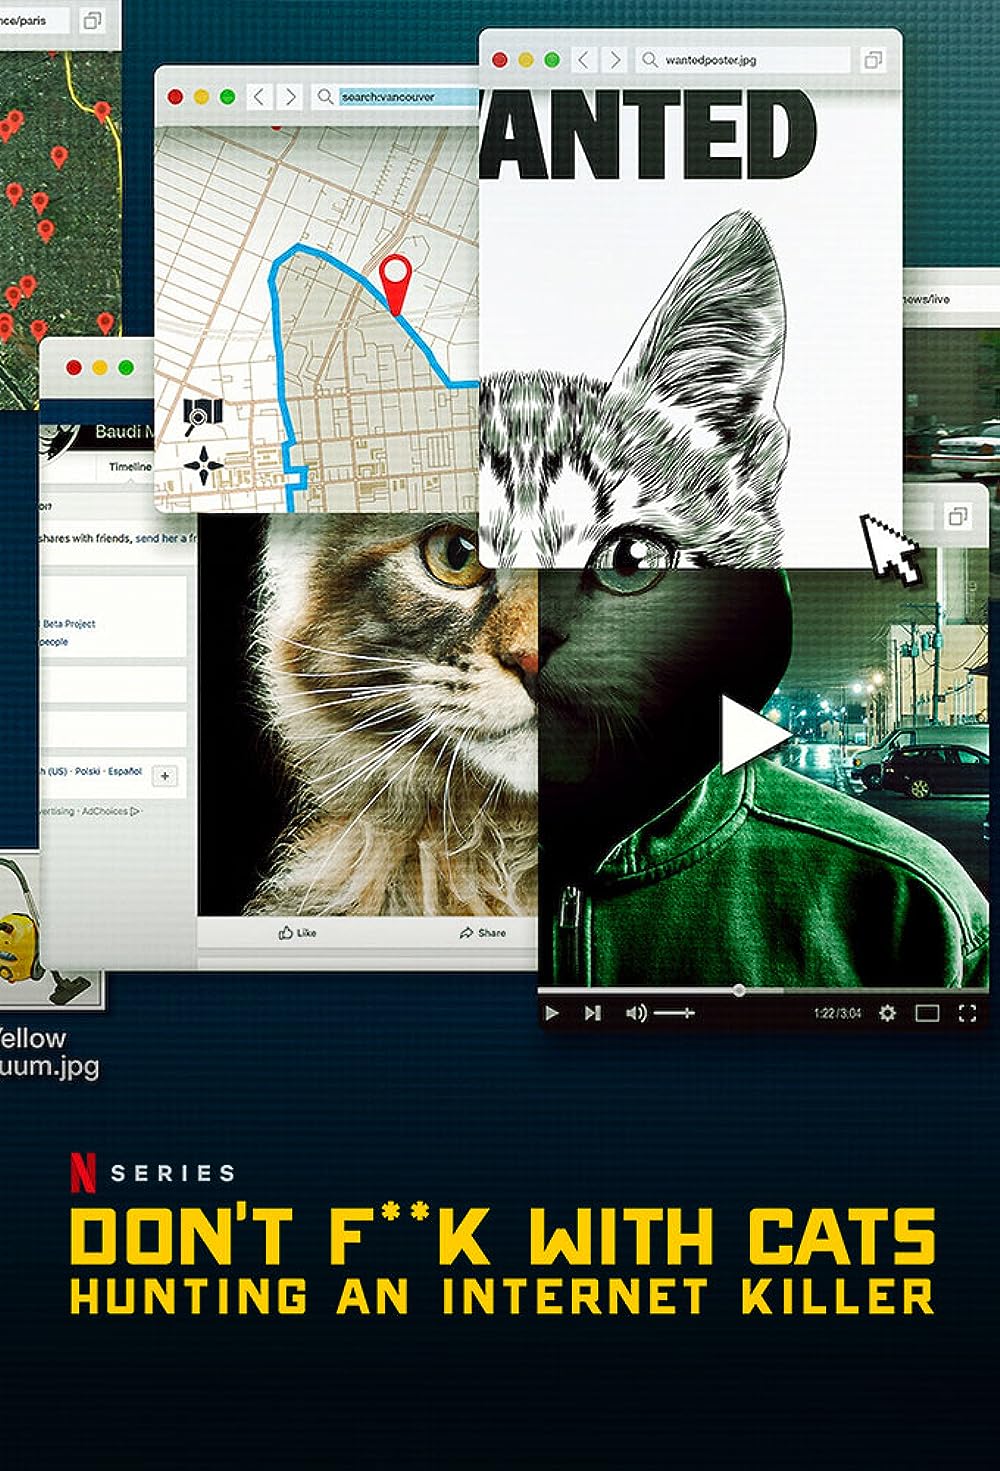 nce/paris
search:vancouver
wantedposter.jpg
WANTED
news/live
Baudi M
Timeline
shares with friends, send her a fr
Beta Project
people
(US) · Polski · Español
+
ertising · AdChoices
Like
Share
1:22/3:04
Yellow
uum.jpg
N SERIES
DON'T F**K WITH CATS
HUNTING AN INTERNET KILLER